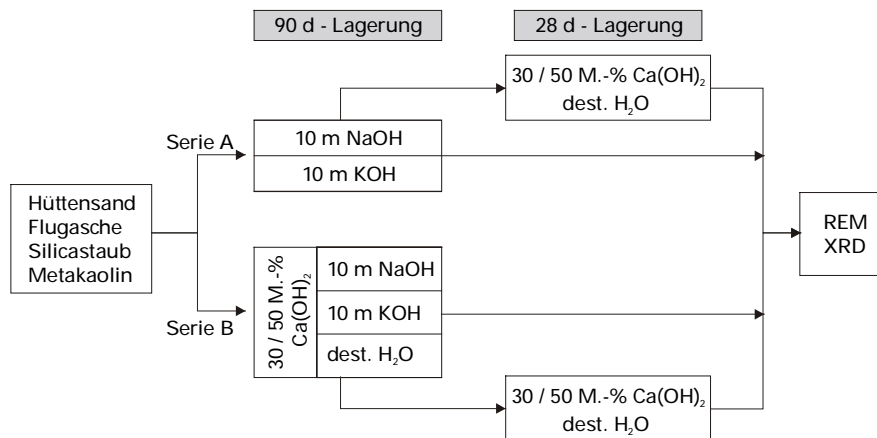 90 d - Lagerung
28 d - Lagerung
30 / 50 M.-% Ca(OH)₂
dest. H₂O
Serie A
10 m NaOH
10 m KOH
Hüttensand
Flugasche
Silicastaub
Metakaolin
REM
XRD
Serie B
30 / 50 M.-%
Ca(OH)₂
10 m NaOH
10 m KOH
dest. H₂O
30 / 50 M.-% Ca(OH)₂
dest. H₂O